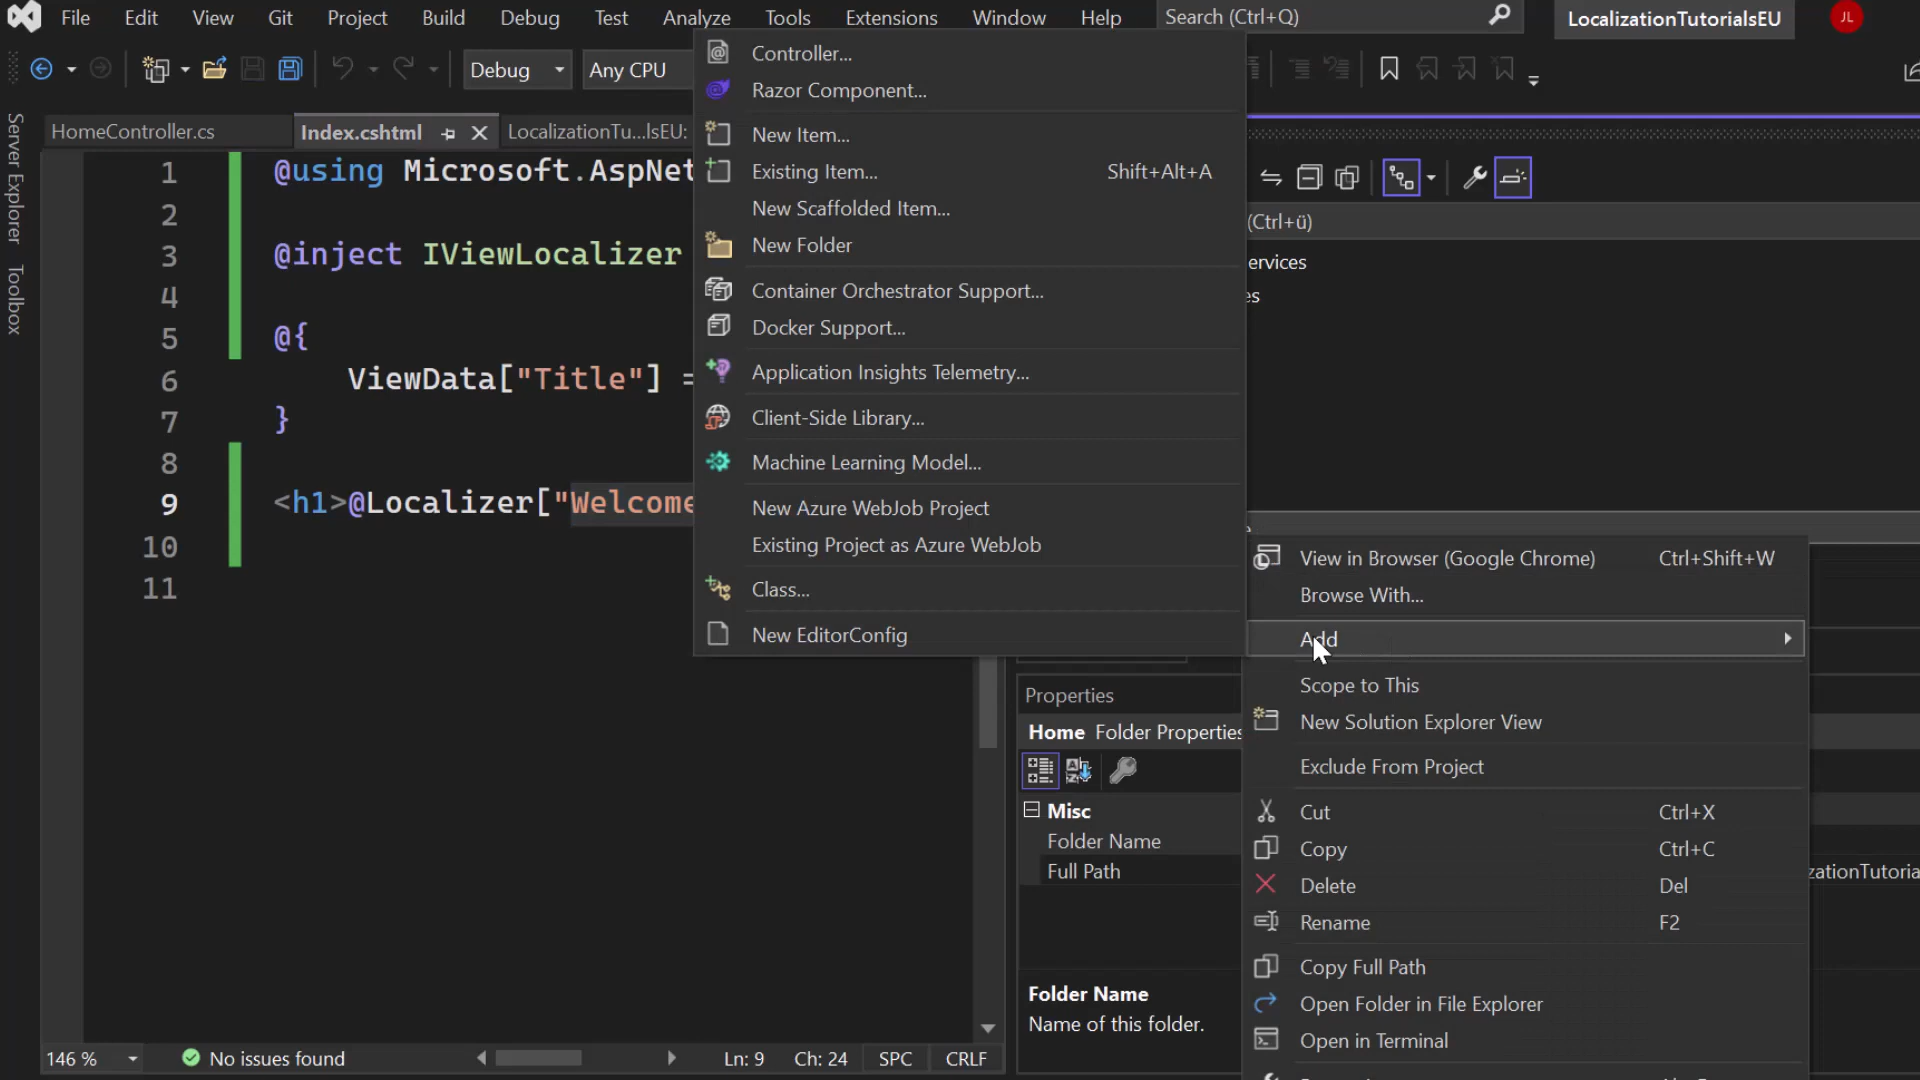 File Edit View Git Project Build Debug Test Analyze Tools Extensions Window Help Search (Ctrl+Q) LocalizationTutorialsEU JL
Debug Any CPU
Server Explorer
Toolbox
HomeController.cs Index.cshtml LocalizationTu...lsEU:
1 @using Microsoft.AspNet
2
3 @inject IViewLocalizer
4
5 @{
6 ViewData["Title"] =
7 }
8
9 <h1>@Localizer["Welcome
10
11
Controller...
Razor Component...
New Item...
Existing Item... Shift+Alt+A
New Scaffolded Item...
New Folder
Container Orchestrator Support...
Docker Support...
Application Insights Telemetry...
Client-Side Library...
Machine Learning Model...
New Azure WebJob Project
Existing Project as Azure WebJob
Class...
New EditorConfig
(Ctrl+ü)
ervices
es
e
View in Browser (Google Chrome) Ctrl+Shift+W
Browse With...
Add
Scope to This
New Solution Explorer View
Exclude From Project
Cut Ctrl+X
Copy Ctrl+C
Delete Del
Rename F2
Copy Full Path
Open Folder in File Explorer
Open in Terminal
Properties
Home Folder Properties
Misc
Folder Name
Full Path
zationTutoria
Folder Name
Name of this folder.
146 % No issues found Ln: 9 Ch: 24 SPC CRLF